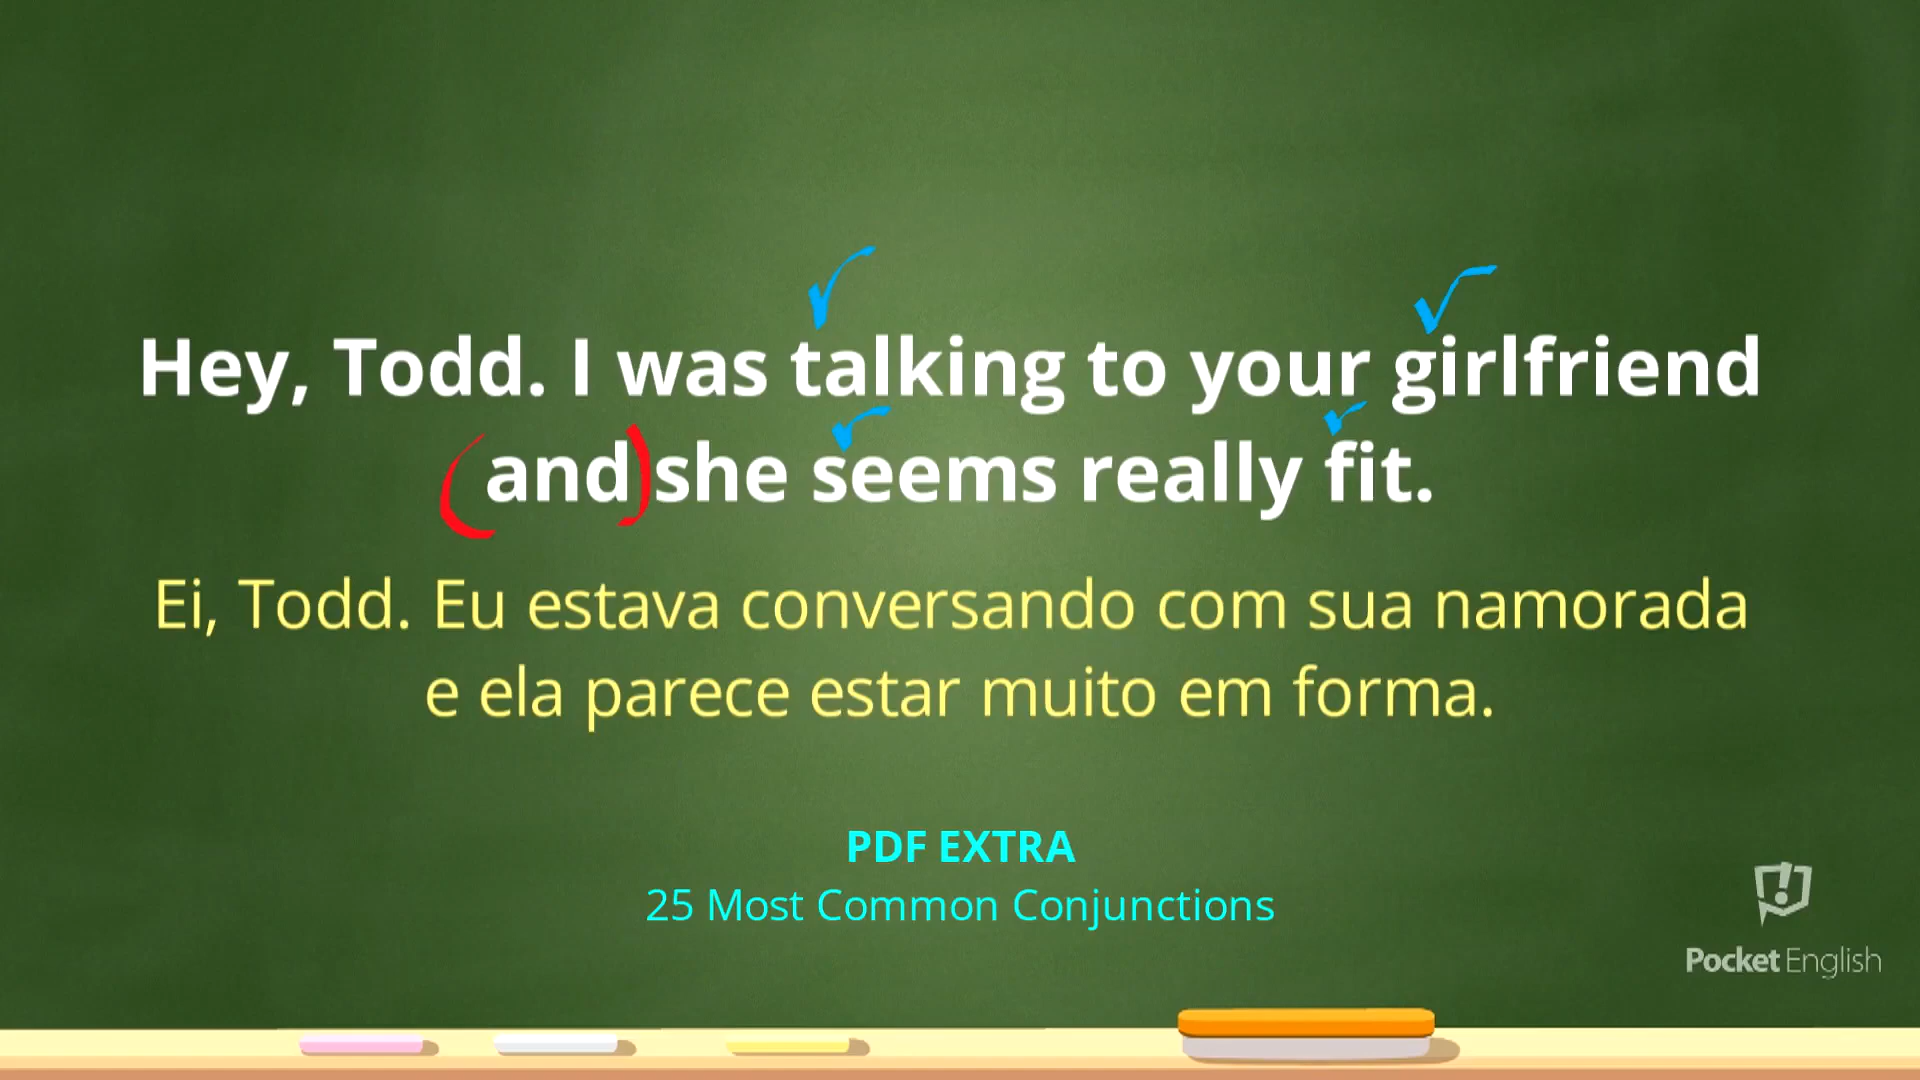 Hey, Todd. I was talking to your girlfriend
and she seems really fit.
Ei, Todd. Eu estava conversando com sua namorada
e ela parece estar muito em forma.
PDF EXTRA
25 Most Common Conjunctions
Pocket English